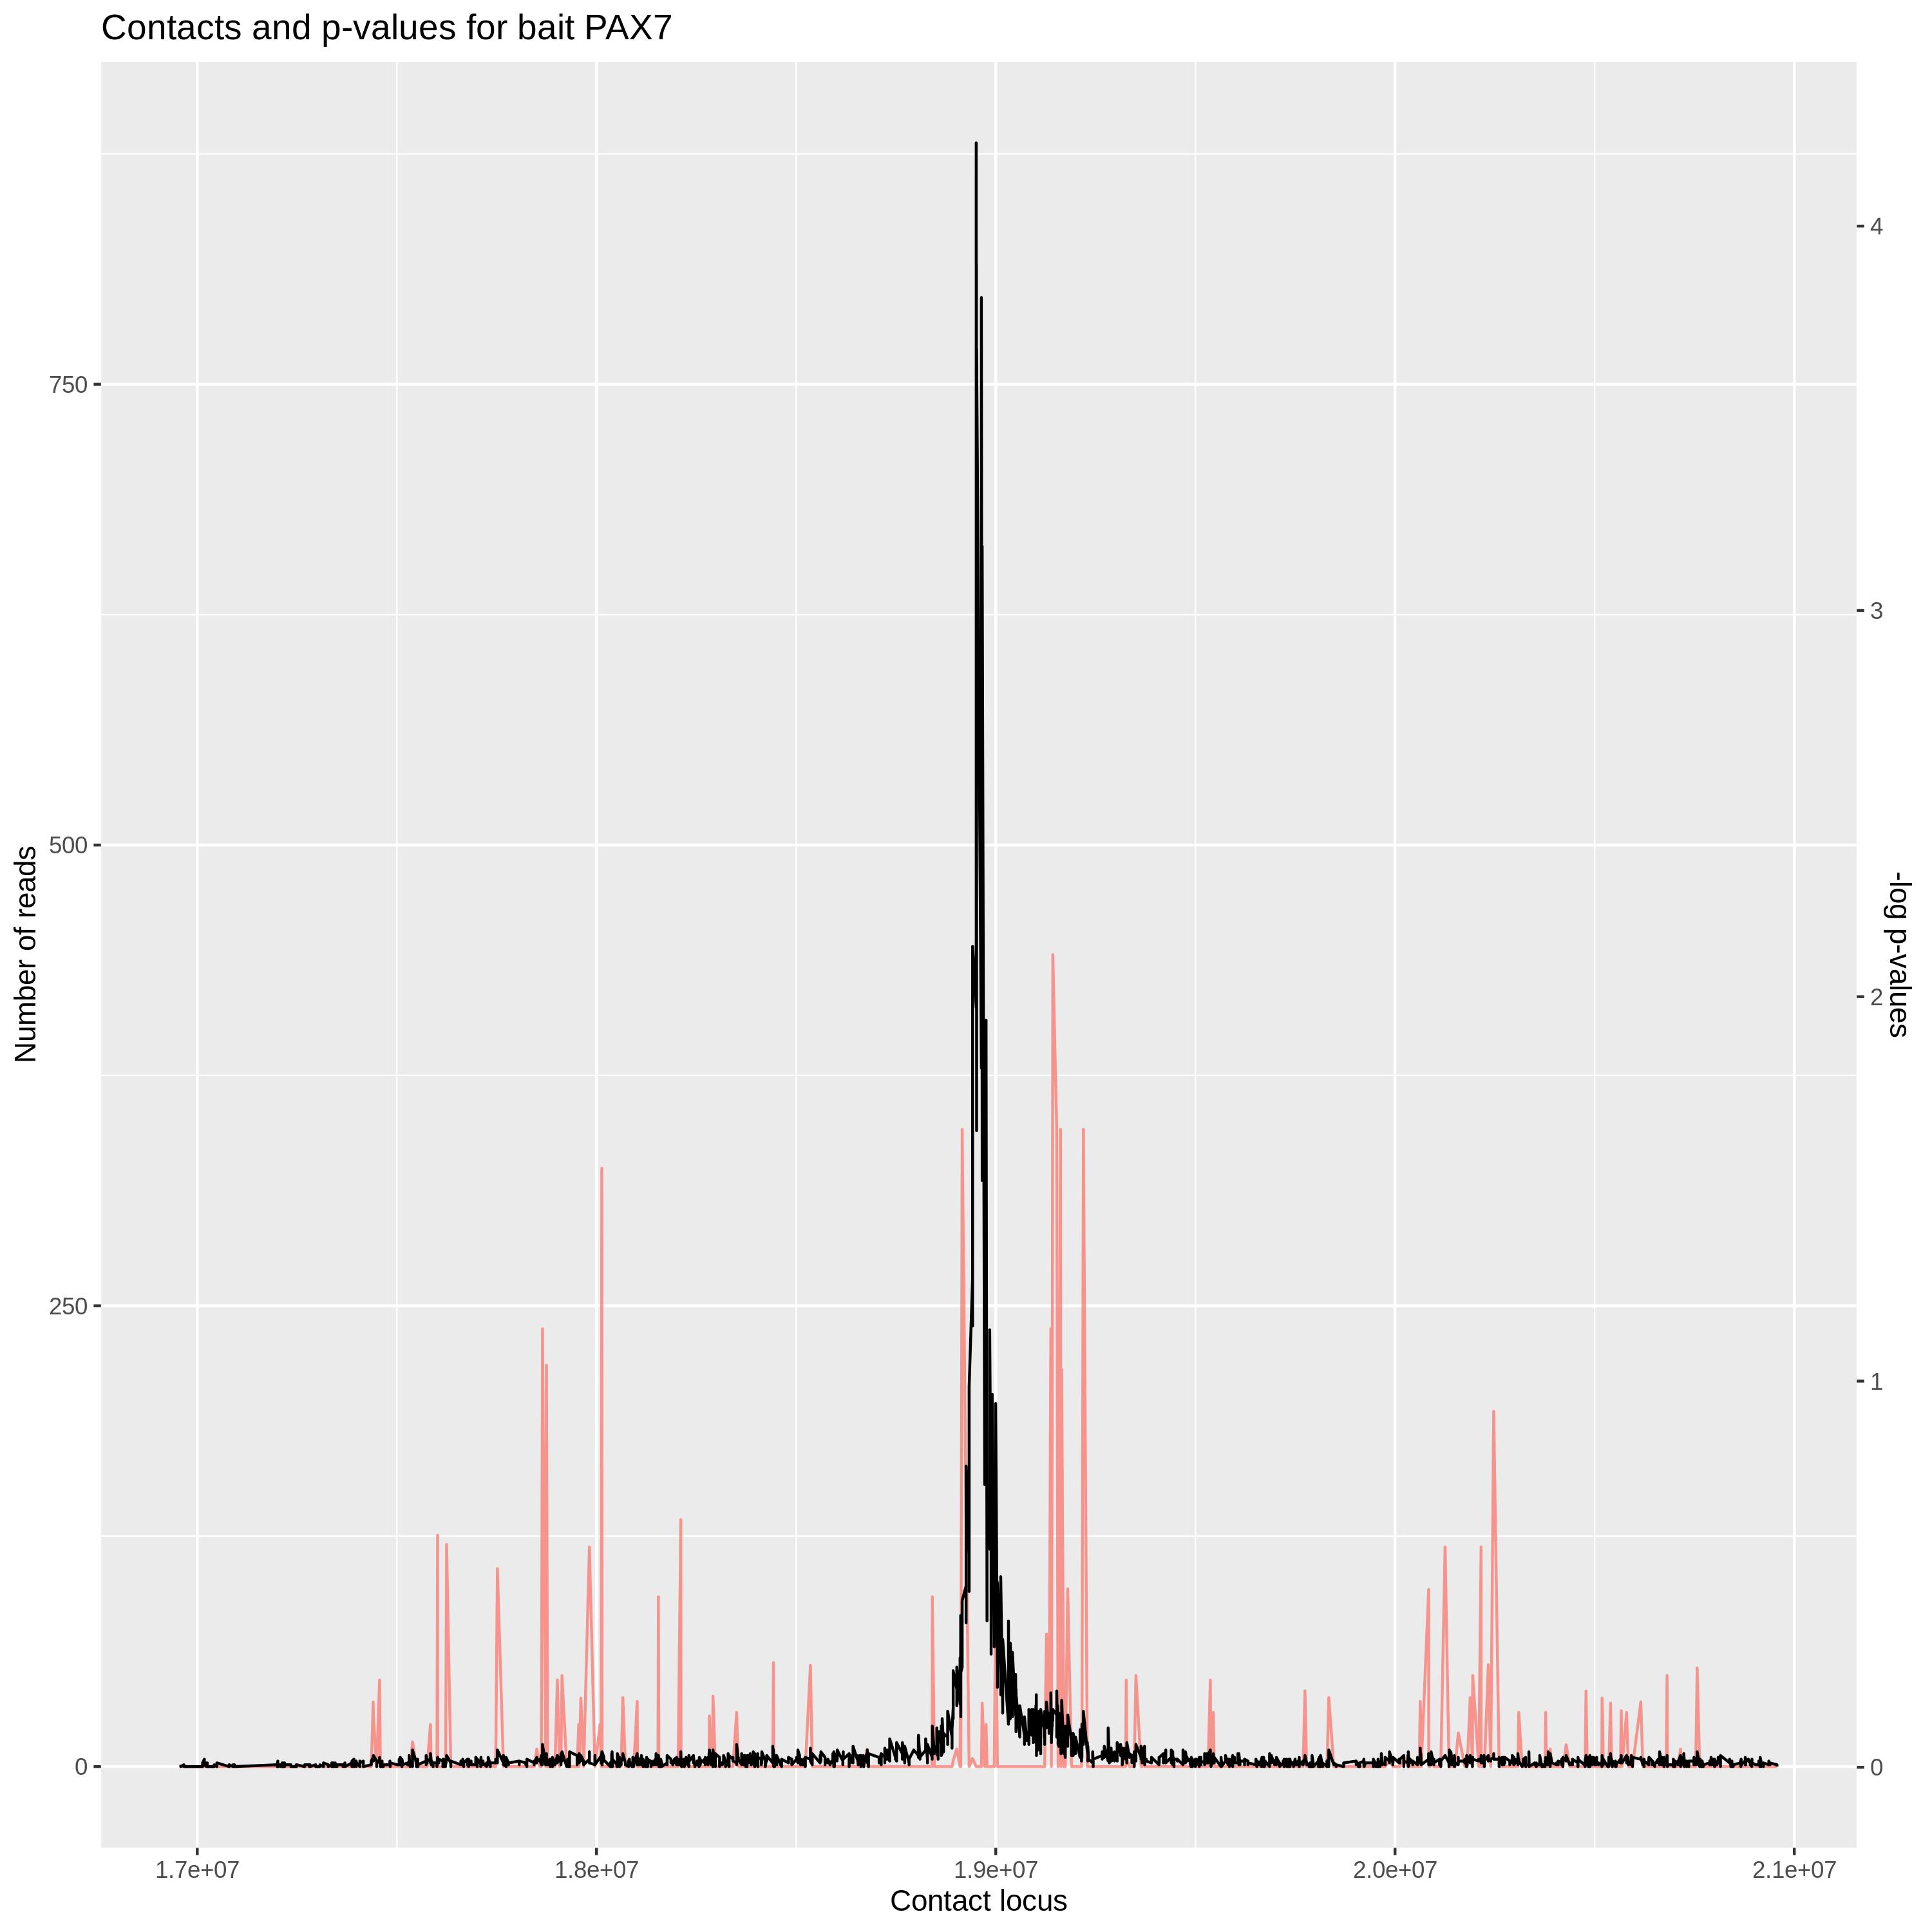 Contacts and p-values for bait PAX7
Number of reads
750
500
250
0
4
3
2
1
0
-log p-values
1.7e+07
1.8e+07
1.9e+07
2.0e+07
2.1e+07
Contact locus